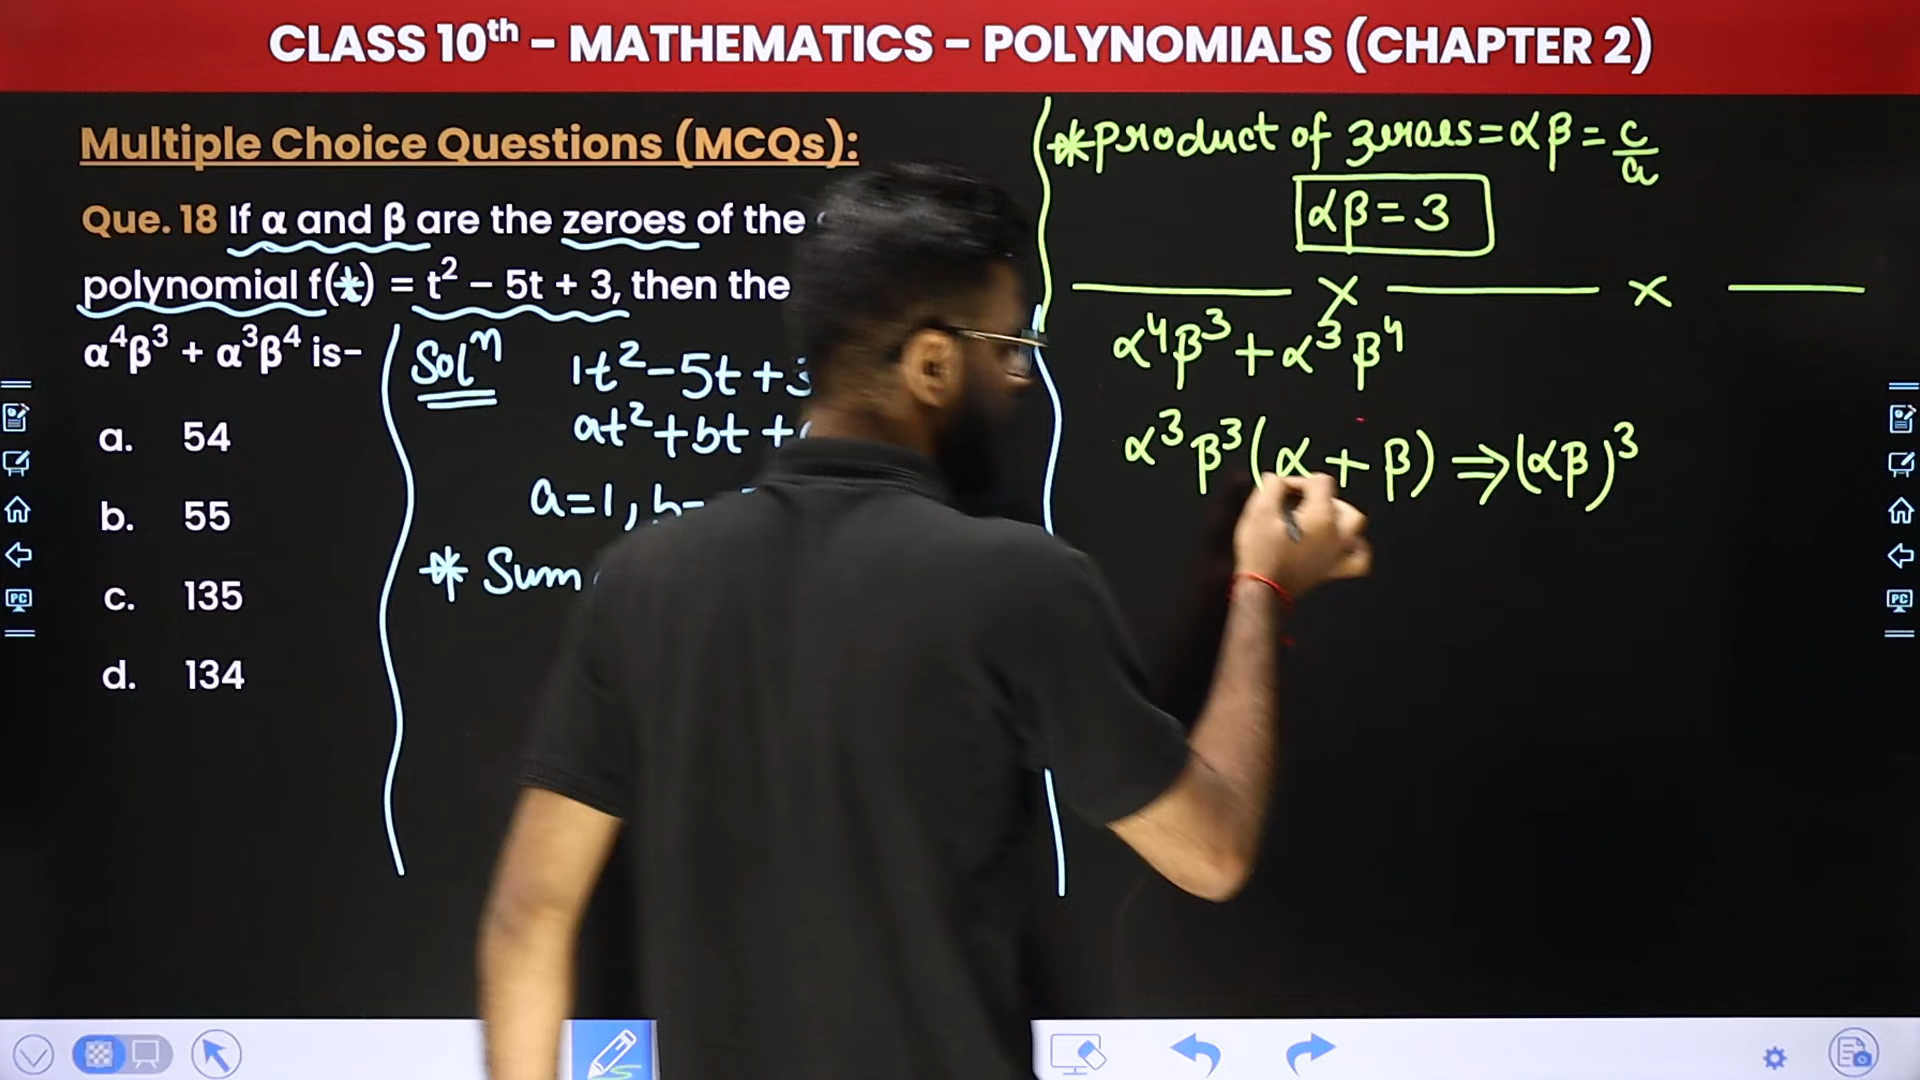 CLASS 10th - MATHEMATICS - POLYNOMIALS (CHAPTER 2)
Multiple Choice Questions (MCQs):
Que. 18 If α and β are the zeroes of the
polynomial f(t) = t² – 5t + 3, then the
α⁴β³ + α³β⁴ is-
a. 54
b. 55
c. 135
d. 134
Solⁿ
1t²-5t+3
at²+bt+
a=1, b=
* Sum
*Product of zeroes=αβ=c/a
αβ=3
× ×
α⁴β³+α³β⁴
α³β³(α+β)⇒(αβ)³
PC
PC